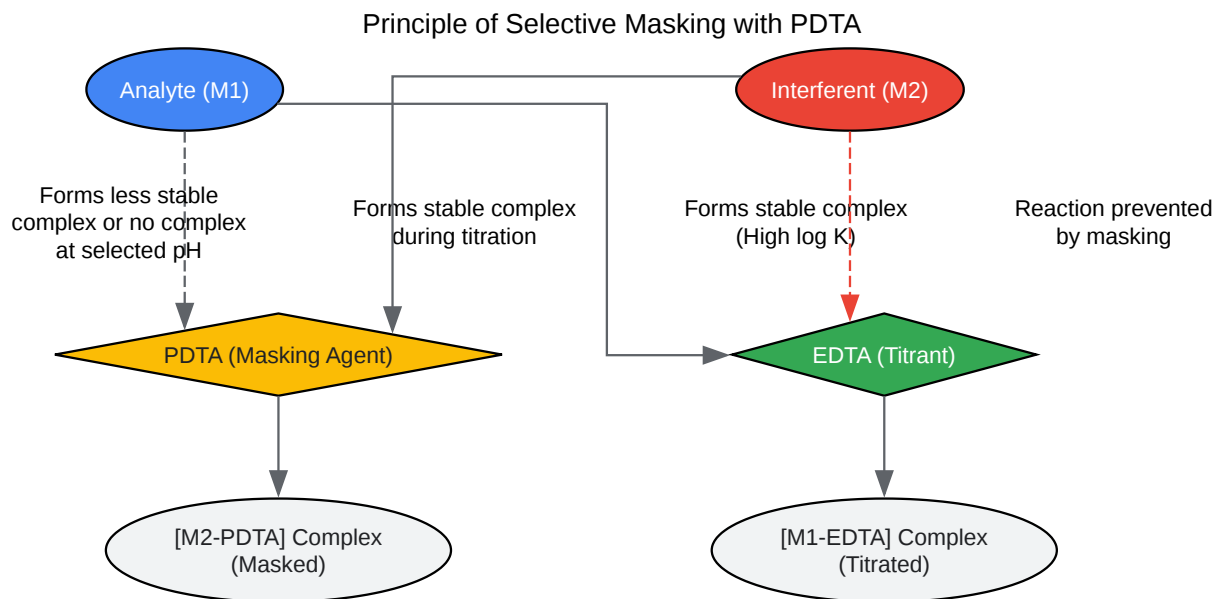 Principle of Selective Masking with PDTA
Analyte (M1)
Interferent (M2)
Forms less stable
complex or no complex
at selected pH
Forms stable complex
during titration
Forms stable complex
(High log K)
Reaction prevented
by masking
PDTA (Masking Agent)
EDTA (Titrant)
[M2-PDTA] Complex
(Masked)
[M1-EDTA] Complex
(Titrated)